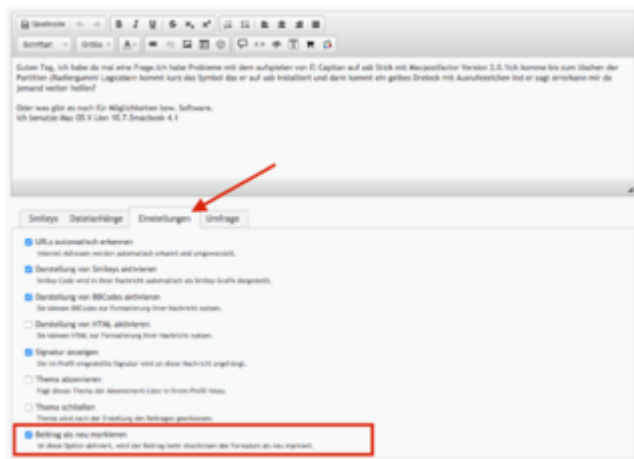 Quellcode
B I U S x₂ x²
Schriftart Größe A
Guten Tag, ich habe da mal eine Frage.Ich habe Probleme mit dem aufspielen von El Capitan auf usb Stick mit Macpostfactor Version 2.0.1ich komme bis zum löschen der
Partition (Radiergummi Logo)dann kommt kurz das Symbol das er auf usb installiert und dann kommt ein gelbes Dreieck mit Ausrufezeichen ind er sagt error kann mir da
jemand weiter helfen?
Oder was gibt es noch für Möglichkeiten bzw. Software.
Ich benutze Mac OS X Lion 10.7.5macbook 4.1
Smileys Dateianhänge Einstellungen Umfrage
URLs automatisch erkennen
Internet-Adressen werden automatisch erkannt und umgewandelt.
Darstellung von Smileys aktivieren
Smiley-Code wird in Ihrer Nachricht automatisch als Smiley-Grafik dargestellt.
Darstellung von BBCodes aktivieren
Sie können BBCodes zur Formatierung Ihrer Nachricht nutzen.
Darstellung von HTML aktivieren
Sie können HTML zur Formatierung Ihrer Nachricht nutzen.
Signatur anzeigen
Die im Profil eingestellte Signatur wird an diese Nachricht angehängt.
Thema abonnieren
Fügt dieses Thema der Abonnement-Liste in Ihrem Profil hinzu.
Thema schließen
Thema wird nach der Erstellung des Beitrages geschlossen.
Beitrag als neu markieren
Ist diese Option aktiviert, wird der Beitrag beim Abschicken des Formulars als neu markiert.